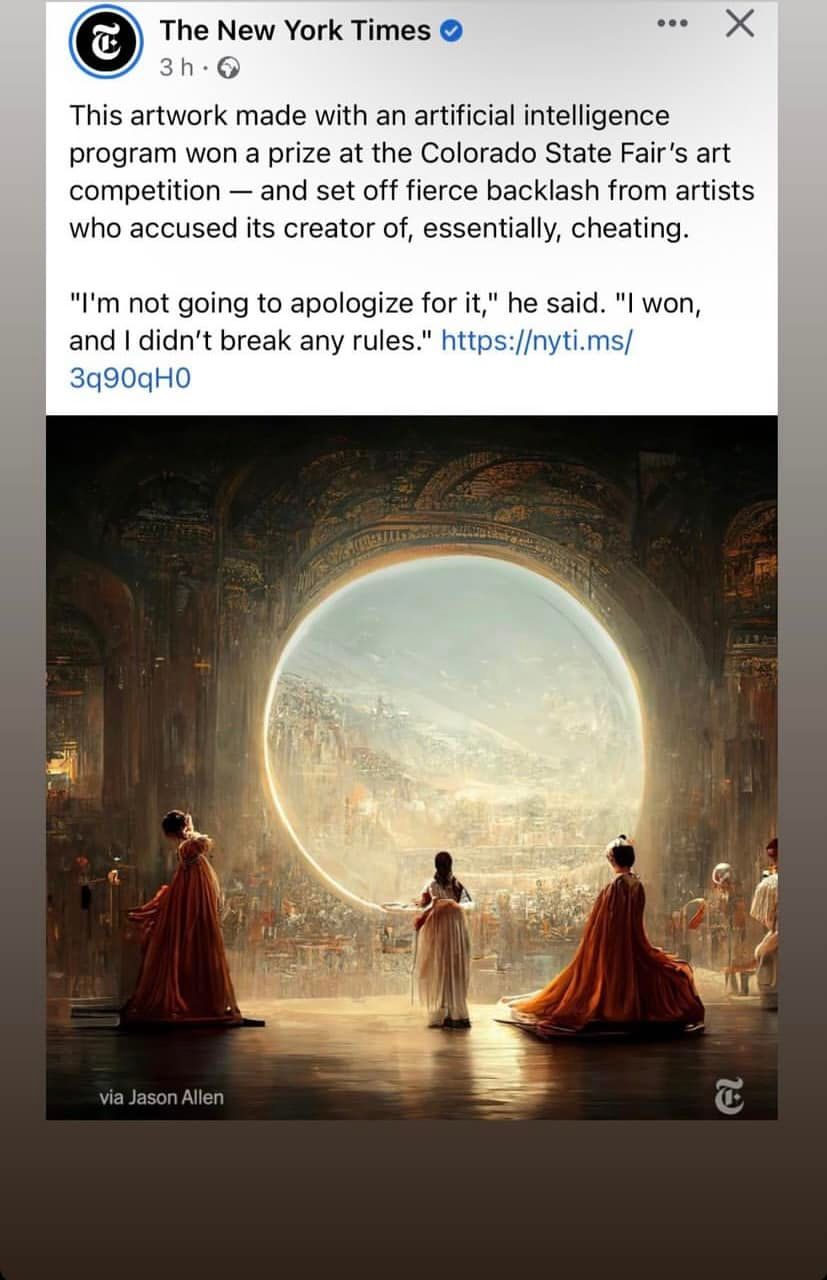 The New York Times
3 h ·
This artwork made with an artificial intelligence
program won a prize at the Colorado State Fair’s art
competition — and set off fierce backlash from artists
who accused its creator of, essentially, cheating.
"I'm not going to apologize for it," he said. "I won,
and I didn’t break any rules." https://nyti.ms/
3q90qH0
via Jason Allen